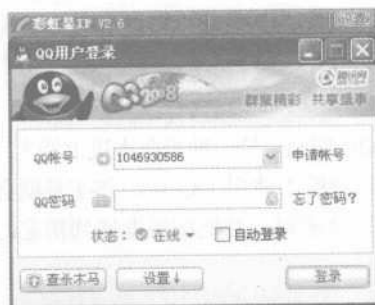 彩虹显IP V2.6
QQ用户登录
QQ2008
群星精彩 共享盛事
QQ帐号 1046930586 申请帐号
QQ密码 忘了密码?
状态: 在线 自动登录
查杀木马 设置↓ 登录